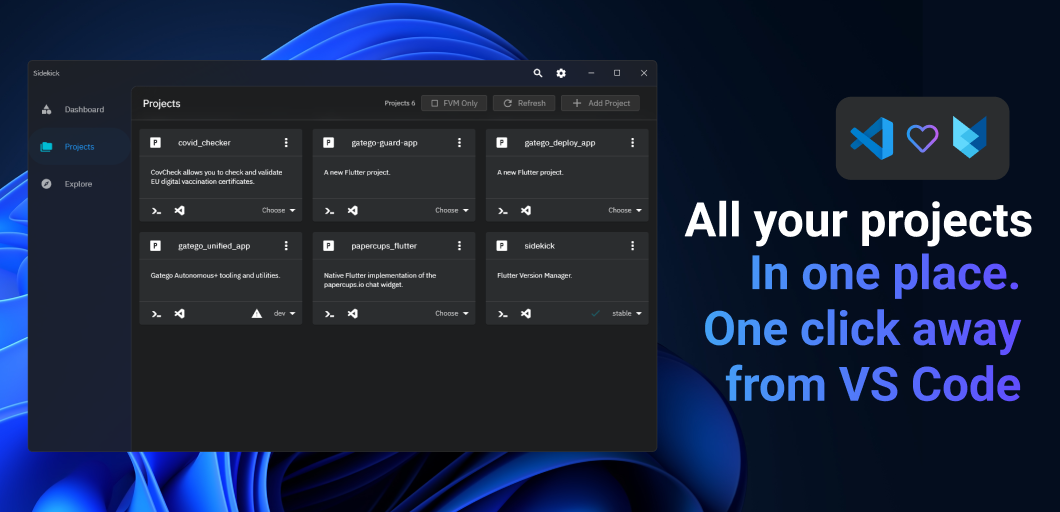 Sidekick
Dashboard
Projects
Explore
Projects
Projects 6
FVM Only
Refresh
Add Project
P
covid_checker
CovCheck allows you to check and validate
EU digital vaccination certificates.
Choose
P
gatego-guard-app
A new Flutter project.
Choose
P
gatego_deploy_app
A new Flutter project.
Choose
P
gatego_unified_app
Gatego Autonomous+ tooling and utilities.
dev
P
papercups_flutter
Native Flutter implementation of the
papercups.io chat widget.
Choose
P
sidekick
Flutter Version Manager.
stable
All your projects
In one place.
One click away
from VS Code